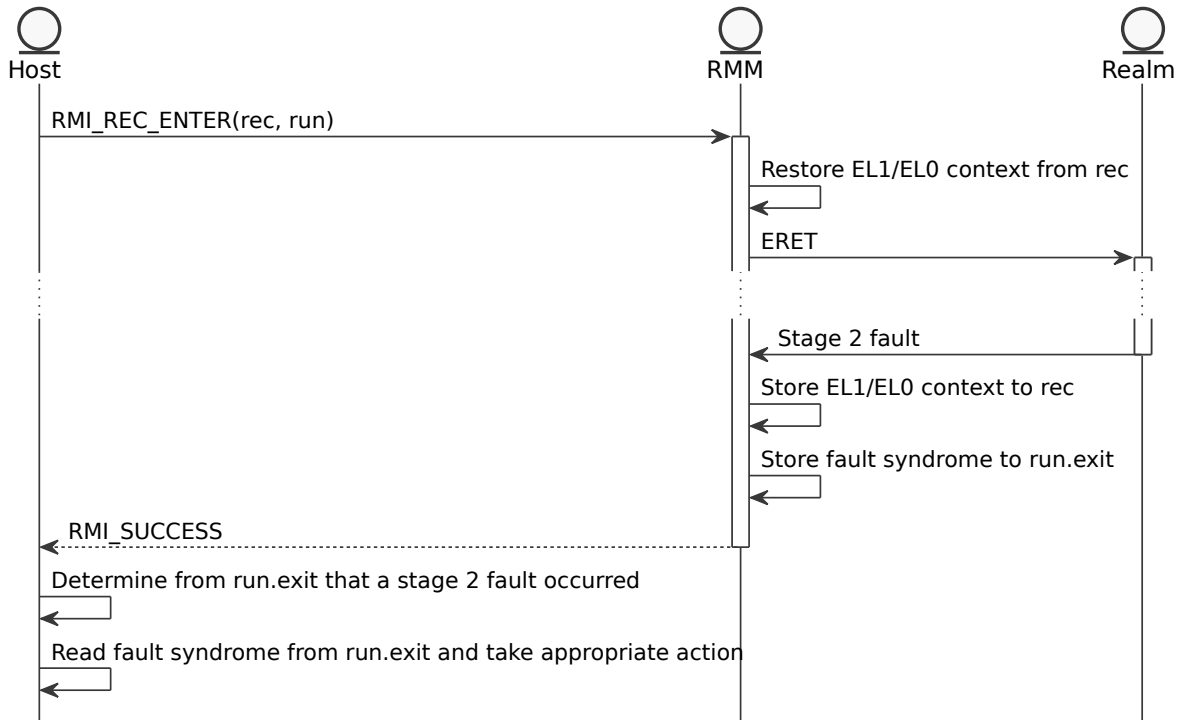 Host
RMM
Realm
RMI_REC_ENTER(rec, run)
Restore EL1/EL0 context from rec
ERET
Stage 2 fault
Store EL1/EL0 context to rec
Store fault syndrome to run.exit
RMI_SUCCESS
Determine from run.exit that a stage 2 fault occurred
Read fault syndrome from run.exit and take appropriate action